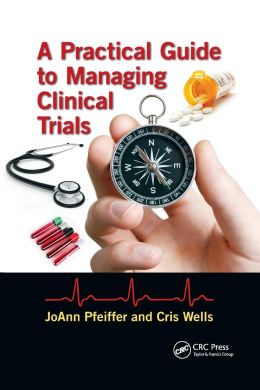 A Practical Guide
to Managing
Clinical
Trials
N
E
S
W
JoAnn Pfeiffer and Cris Wells
CRC Press
Taylor & Francis Group